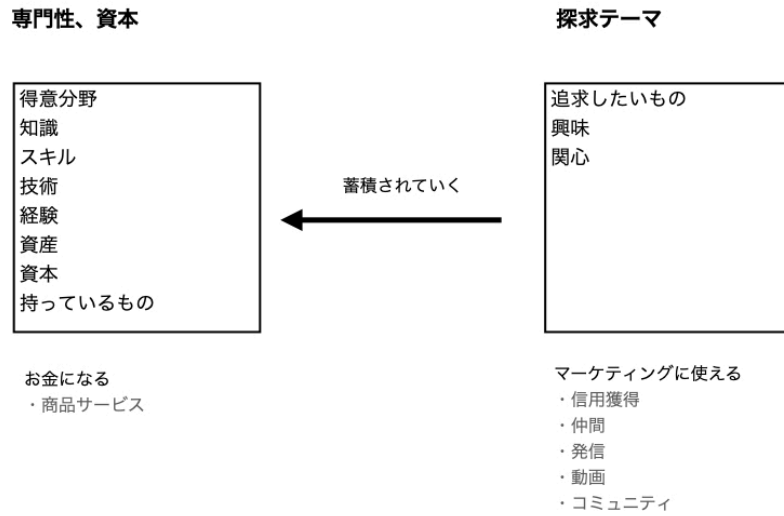 専門性、資本
得意分野
知識
スキル
技術
経験
資産
資本
持っているもの
お金になる
・商品サービス
蓄積されていく
探求テーマ
追求したいもの
興味
関心
マーケティングに使える
・信用獲得
・仲間
・発信
・動画
・コミュニティ